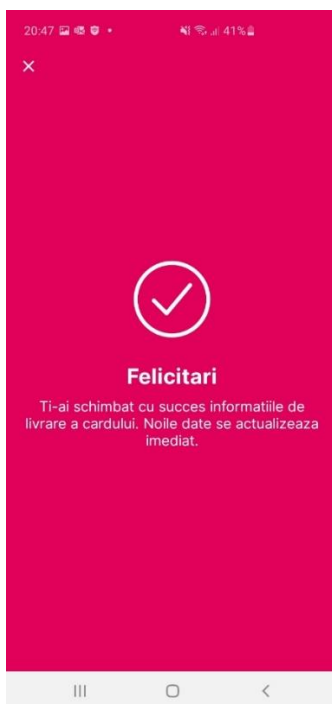 20:47 41%
Felicitari
Ti-ai schimbat cu succes informatiile de
livrare a cardului. Noile date se actualizeaza
imediat.